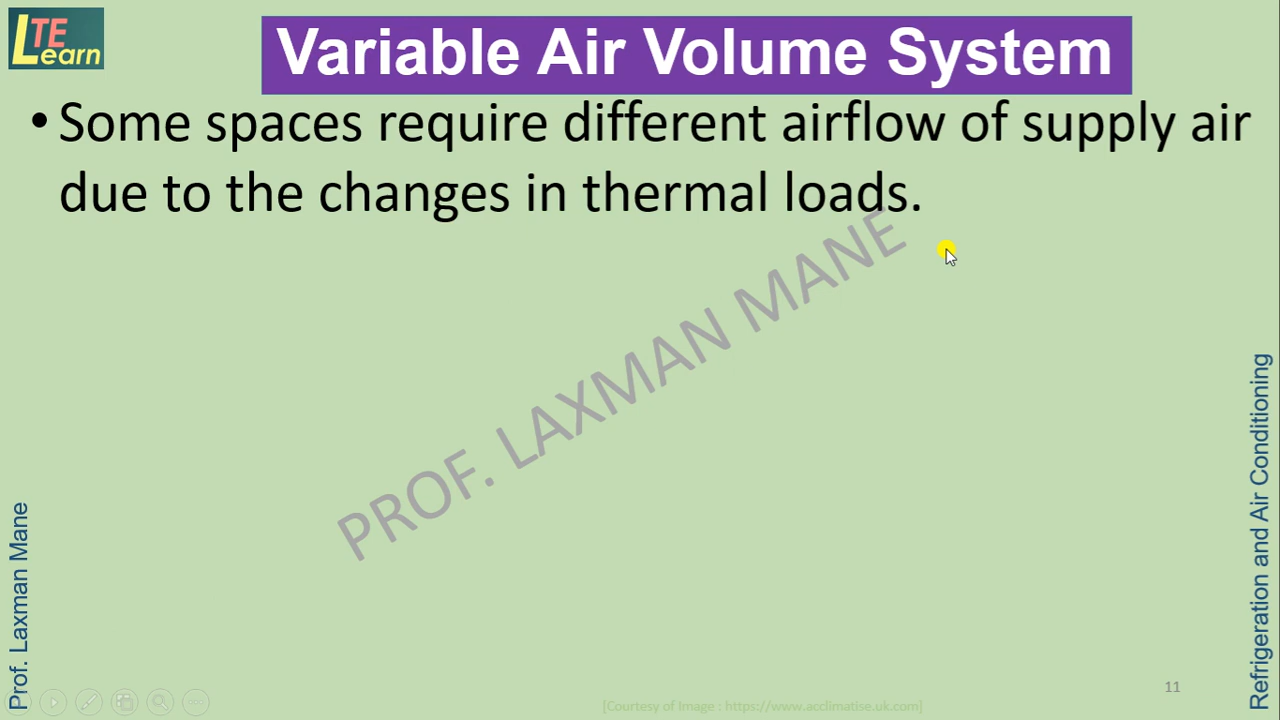 LTE
Learn
Variable Air Volume System
• Some spaces require different airflow of supply air
due to the changes in thermal loads.
PROF. LAXMAN MANE
Prof. Laxman Mane
Refrigeration and Air Conditioning
11
[Courtesy of Image : https://www.acclimatise.uk.com]